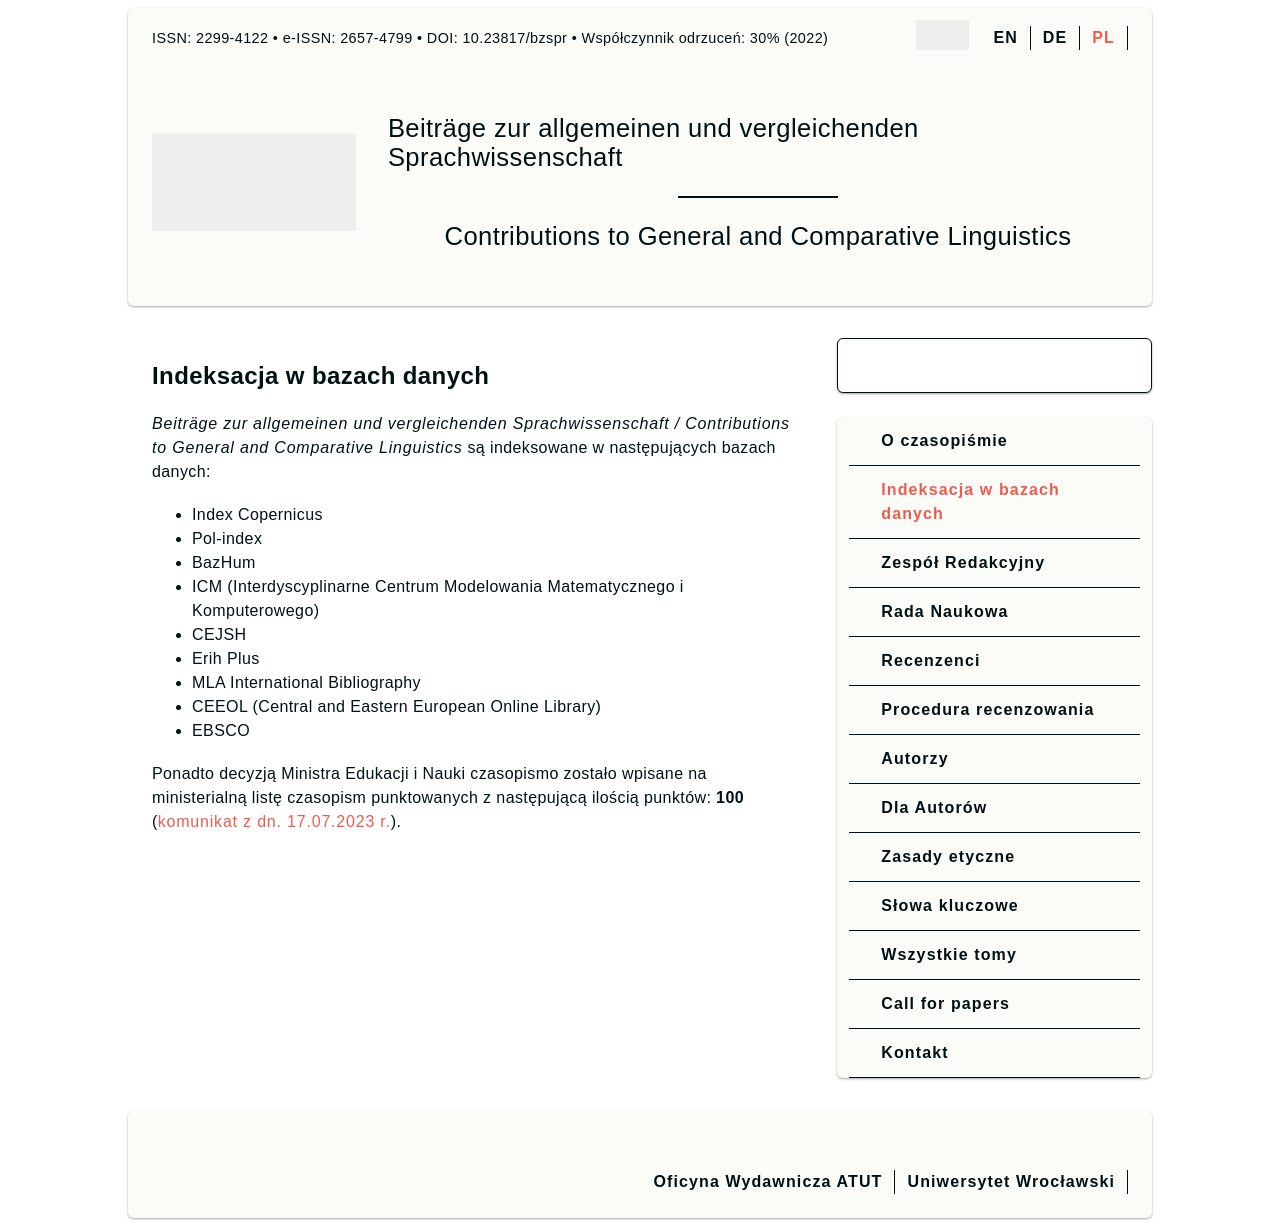 ISSN: 2299-4122 • e-ISSN: 2657-4799 • DOI: 10.23817/bzspr • Współczynnik odrzuceń: 30% (2022)
EN
DE
PL
Beiträge zur allgemeinen und vergleichenden
Sprachwissenschaft
Contributions to General and Comparative Linguistics
Indeksacja w bazach danych
Beiträge zur allgemeinen und vergleichenden Sprachwissenschaft / Contributions
to General and Comparative Linguistics są indeksowane w następujących bazach
danych:
• Index Copernicus
• Pol-index
• BazHum
• ICM (Interdyscyplinarne Centrum Modelowania Matematycznego i
Komputerowego)
• CEJSH
• Erih Plus
• MLA International Bibliography
• CEEOL (Central and Eastern European Online Library)
• EBSCO
Ponadto decyzją Ministra Edukacji i Nauki czasopismo zostało wpisane na
ministerialną listę czasopism punktowanych z następującą ilością punktów: 100
(komunikat z dn. 17.07.2023 r.).
O czasopiśmie
Indeksacja w bazach
danych
Zespół Redakcyjny
Rada Naukowa
Recenzenci
Procedura recenzowania
Autorzy
Dla Autorów
Zasady etyczne
Słowa kluczowe
Wszystkie tomy
Call for papers
Kontakt
Oficyna Wydawnicza ATUT
Uniwersytet Wrocławski